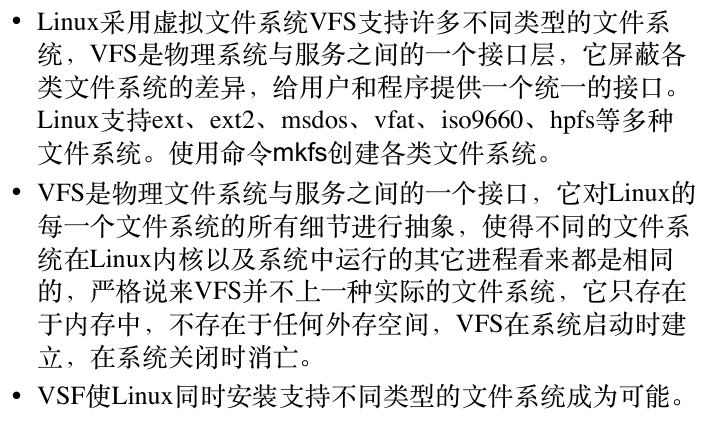 • Linux采用虚拟文件系统VFS支持许多不同类型的文件系
统，VFS是物理系统与服务之间的一个接口层，它屏蔽各
类文件系统的差异，给用户和程序提供一个统一的接口。
Linux支持ext、ext2、msdos、vfat、iso9660、hpfs等多种
文件系统。使用命令mkfs创建各类文件系统。
• VFS是物理文件系统与服务之间的一个接口，它对Linux的
每一个文件系统的所有细节进行抽象，使得不同的文件系
统在Linux内核以及系统中运行的其它进程看来都是相同
的，严格说来VFS并不上一种实际的文件系统，它只存在
于内存中，不存在于任何外存空间，VFS在系统启动时建
立，在系统关闭时消亡。
• VSF使Linux同时安装支持不同类型的文件系统成为可能。